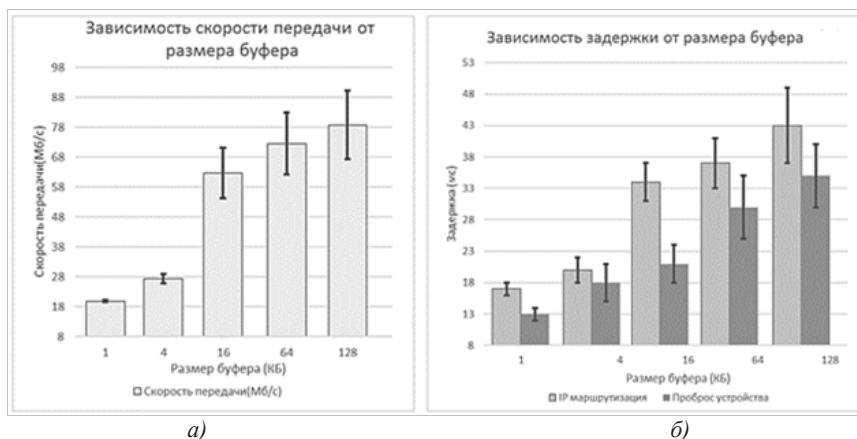 Зависимость скорости передачи от
размера буфера
Скорость передачи(Мб/с)
98
88
78
68
58
48
38
28
18
8
1 4 16 64 128
Размер буфера (КБ)
Скорость передачи(Мб/с)
а)
Зависимость задержки от размера буфера
Задержка
53
48
43
38
33
28
23
18
13
8
1 4 16 64 128
Размер буфера (КБ)
IP маршрутизация Проброс устройства
б)